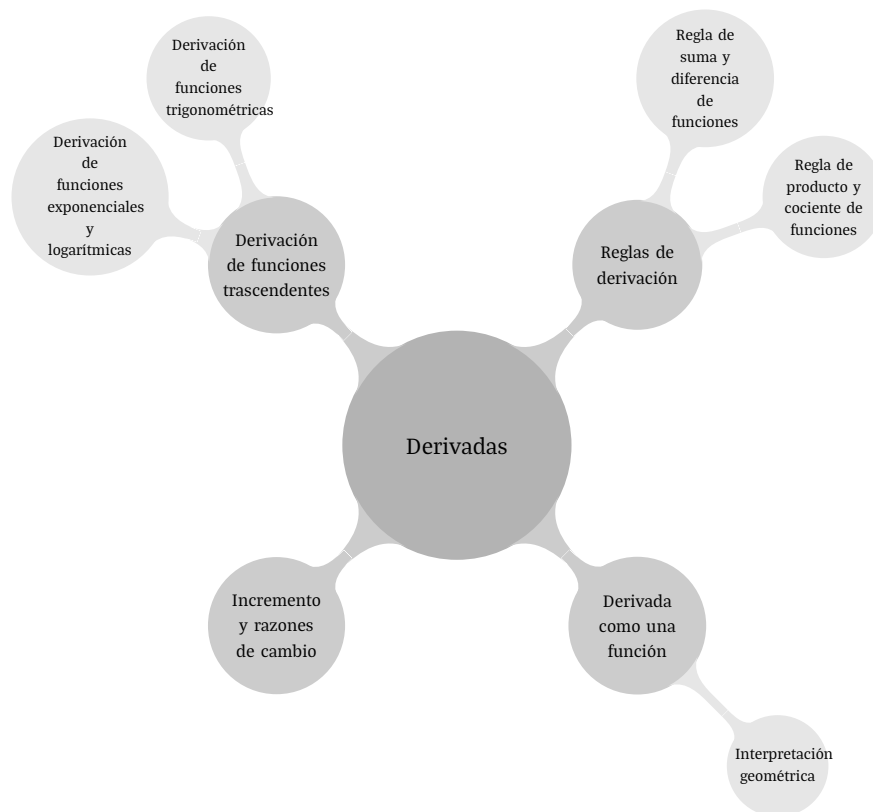 Derivación
de
funciones
trigonométricas
Derivación
de
funciones
exponenciales
y
logarítmicas
Derivación
de funciones
trascendentes
Regla de
suma y
diferencia
de
funciones
Regla de
producto y
cociente de
funciones
Reglas de
derivación
Derivadas
Incremento
y razones
de cambio
Derivada
como una
función
Interpretación
geométrica